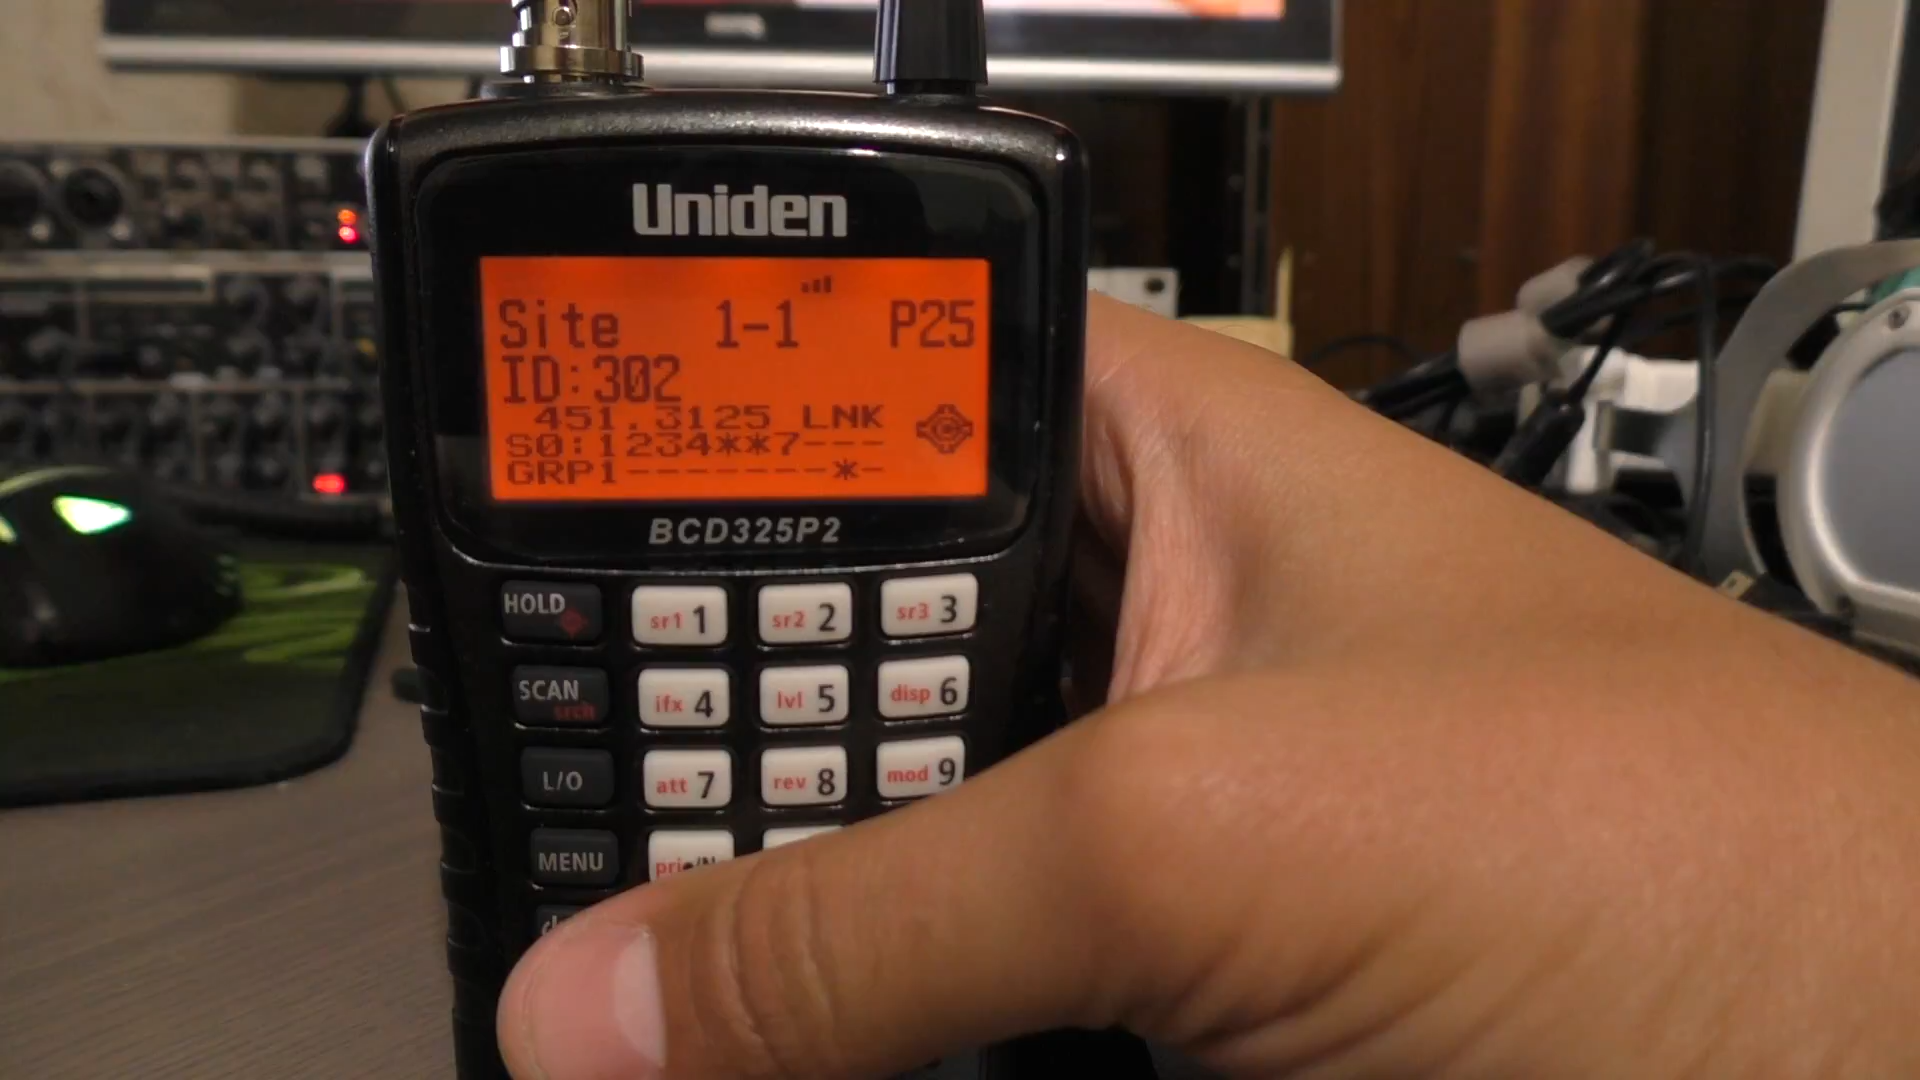 Uniden
Site 1-1 P25
ID:302
451.3125 LNK
S0:1234**7---
GRP1-------*-
BCD325P2
HOLD sr1 1 sr2 2 sr3 3
SCAN srch ifx 4 lvl 5 disp 6
L/O att 7 rev 8 mod 9
MENU